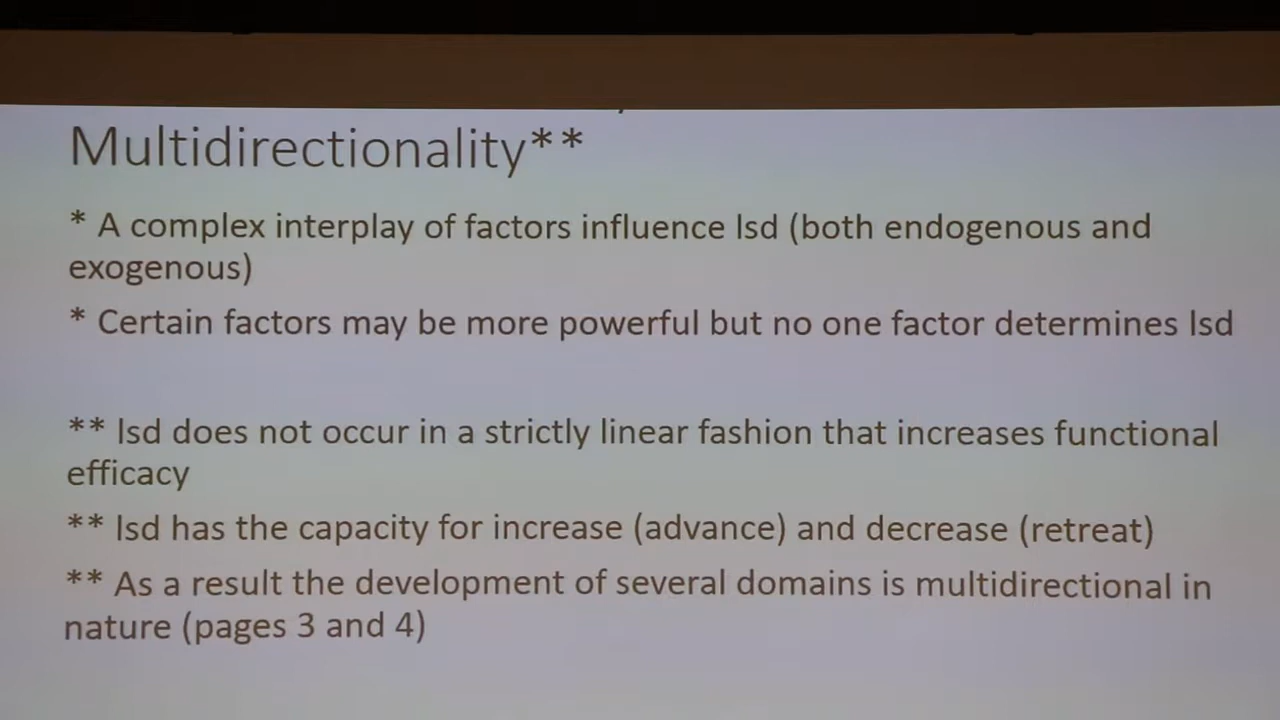 Multidirectionality**
* A complex interplay of factors influence lsd (both endogenous and
exogenous)
* Certain factors may be more powerful but no one factor determines lsd
** lsd does not occur in a strictly linear fashion that increases functional
efficacy
** lsd has the capacity for increase (advance) and decrease (retreat)
** As a result the development of several domains is multidirectional in
nature (pages 3 and 4)